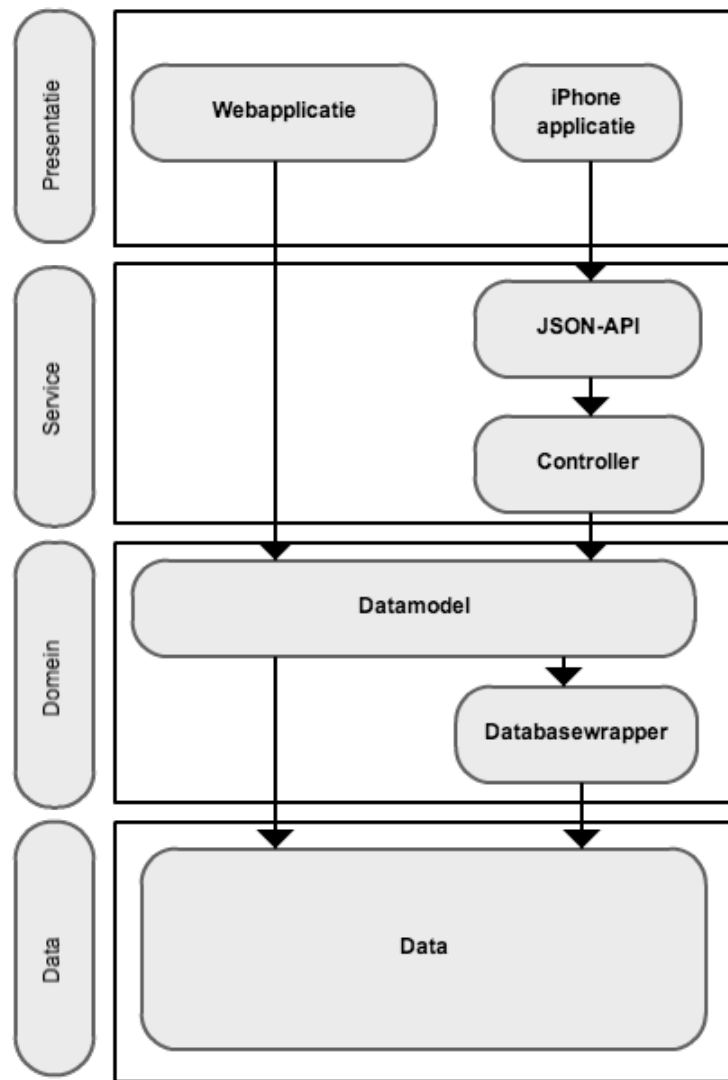 Presentatie
Webapplicatie
iPhone
applicatie
Service
JSON-API
Controller
Domein
Datamodel
Databasewrapper
Data
Data